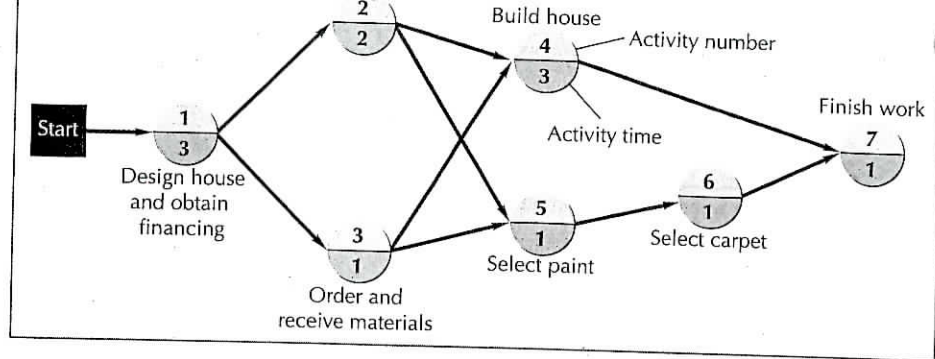 2
2
Build house
4
3
Activity number
Activity time
Start
1
3
Design house
and obtain
financing
3
1
Order and
receive materials
5
1
Select paint
6
1
Select carpet
Finish work
7
1